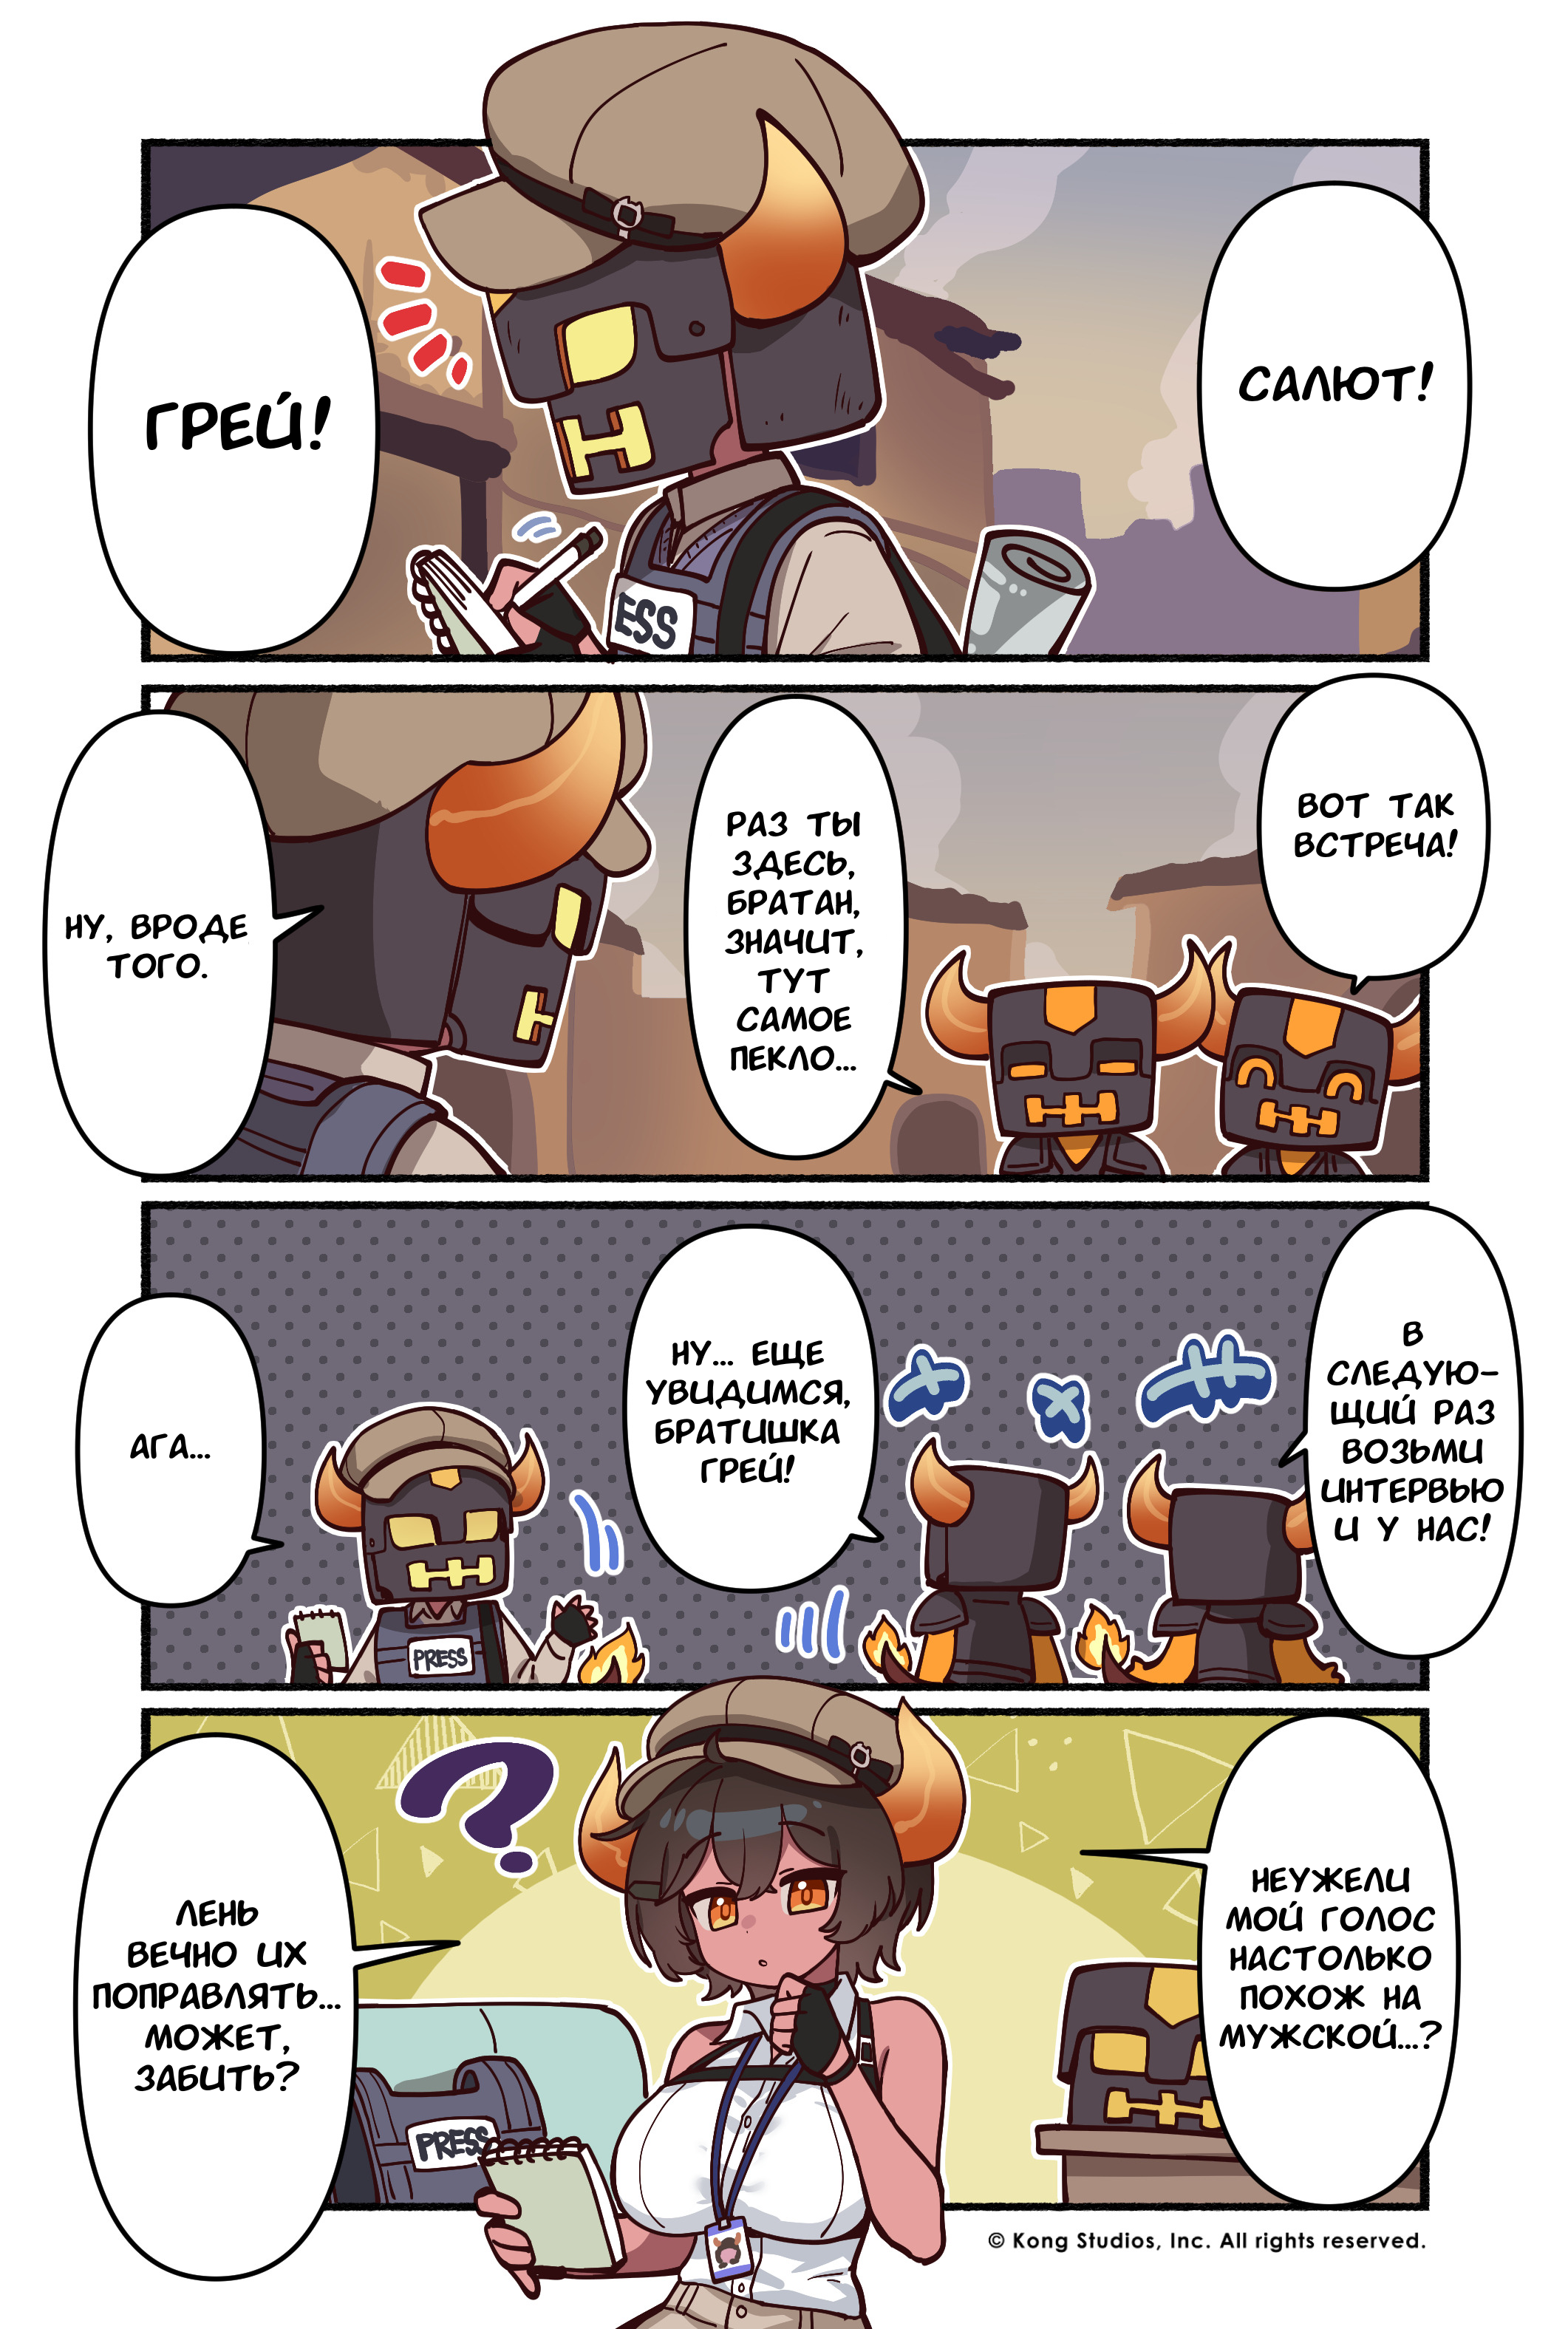 САЛЮТ!
ГРЕЙ!
ESS
ВОТ ТАК
ВСТРЕЧА!
РАЗ ТЫ
ЗДЕСЬ,
БРАТАН,
ЗНАЧИТ,
ТУТ
САМОЕ
ПЕКЛО...
НУ, ВРОДЕ
ТОГО.
В
СЛЕДУЮ-
ЩИЙ РАЗ
ВОЗЬМИ
ИНТЕРВЬЮ
И У НАС!
НУ... ЕЩЕ
УВИДИМСЯ,
БРАТИШКА
ГРЕЙ!
АГА...
PRESS
?
НЕУЖЕЛИ
МОЙ ГОЛОС
НАСТОЛЬКО
ПОХОЖ НА
МУЖСКОЙ...?
ЛЕНЬ
ВЕЧНО ИХ
ПОПРАВЛЯТЬ...
МОЖЕТ,
ЗАБИТЬ?
PRESS
© Kong Studios, Inc. All rights reserved.